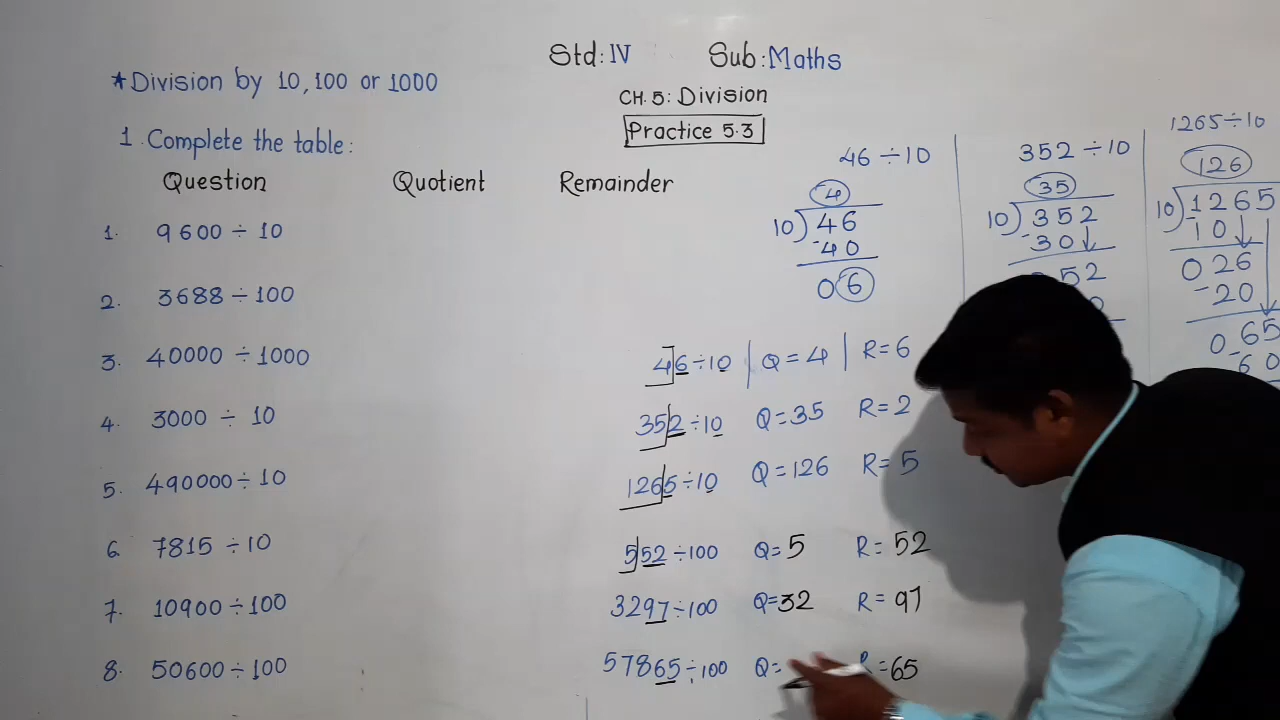 Std: IV Sub: Maths
* Division by 10, 100 or 1000
CH. 5: Division
Practice 5.3
1. Complete the table:
Question Quotient Remainder
1. 9600 ÷ 10
2. 3688 ÷ 100
3. 40000 ÷ 1000
4. 3000 ÷ 10
5. 490000 ÷ 10
6. 7815 ÷ 10
7. 10900 ÷ 100
8. 50600 ÷ 100
46 ÷ 10 | Q = 4 | R = 6
352 ÷ 10 Q = 35 R = 2
1265 ÷ 10 Q = 126 R = 5
552 ÷ 100 Q = 5 R = 52
3297 ÷ 100 Q = 32 R = 97
57865 ÷ 100 Q = R = 65
46 ÷ 10
4
10) 46
- 40
06
352 ÷ 10
35
10) 352
- 30
52
1265 ÷ 10
126
10) 1265
- 10
026
- 20
065
- 60